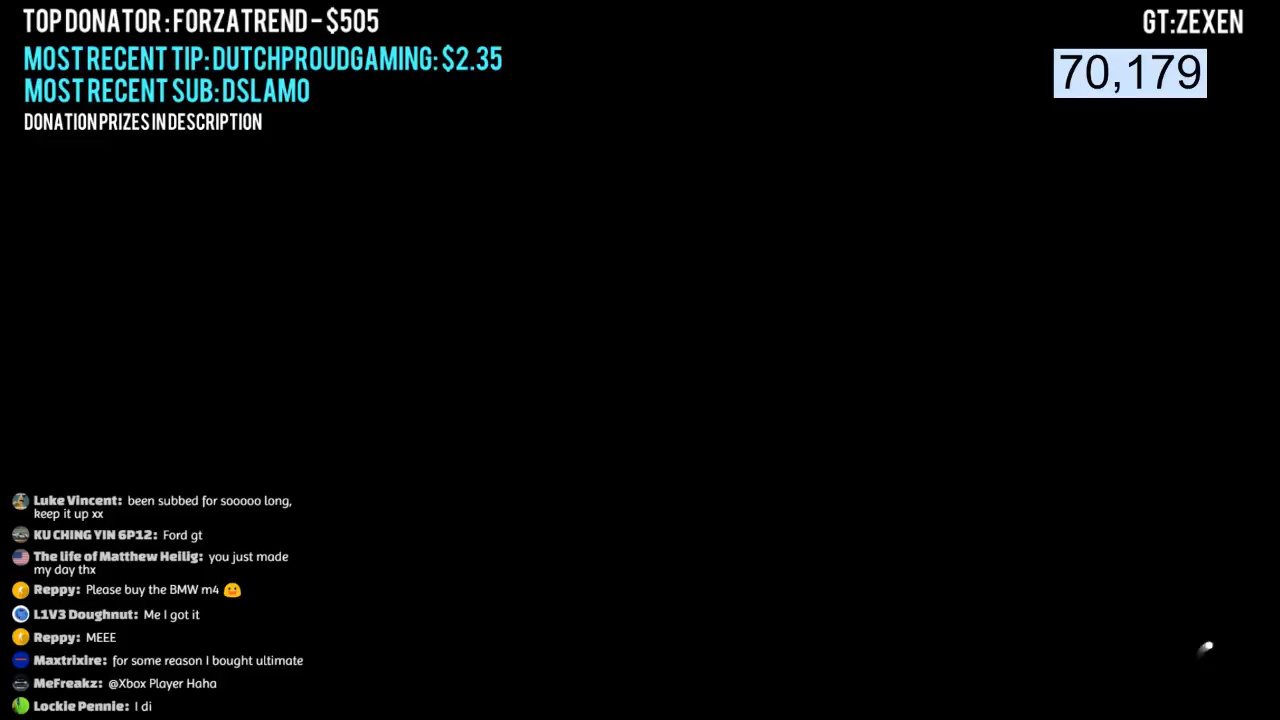 TOP DONATOR : FORZATREND - $505
GT:ZEXEN
MOST RECENT TIP: DUTCHPROUDGAMING: $2.35
70,179
MOST RECENT SUB: DSLAMO
DONATION PRIZES IN DESCRIPTION
Luke Vincent: been subbed for sooooo long,
keep it up xx
KU CHING YIN 6P12: Ford gt
The life of Matthew Heilig: you just made
my day thx
Reppy: Please buy the BMW m4
L1V3 Doughnut: Me I got it
Reppy: MEEE
Maxtrixire: for some reason I bought ultimate
MeFreakz: @Xbox Player Haha
Lockie Pennie: I di